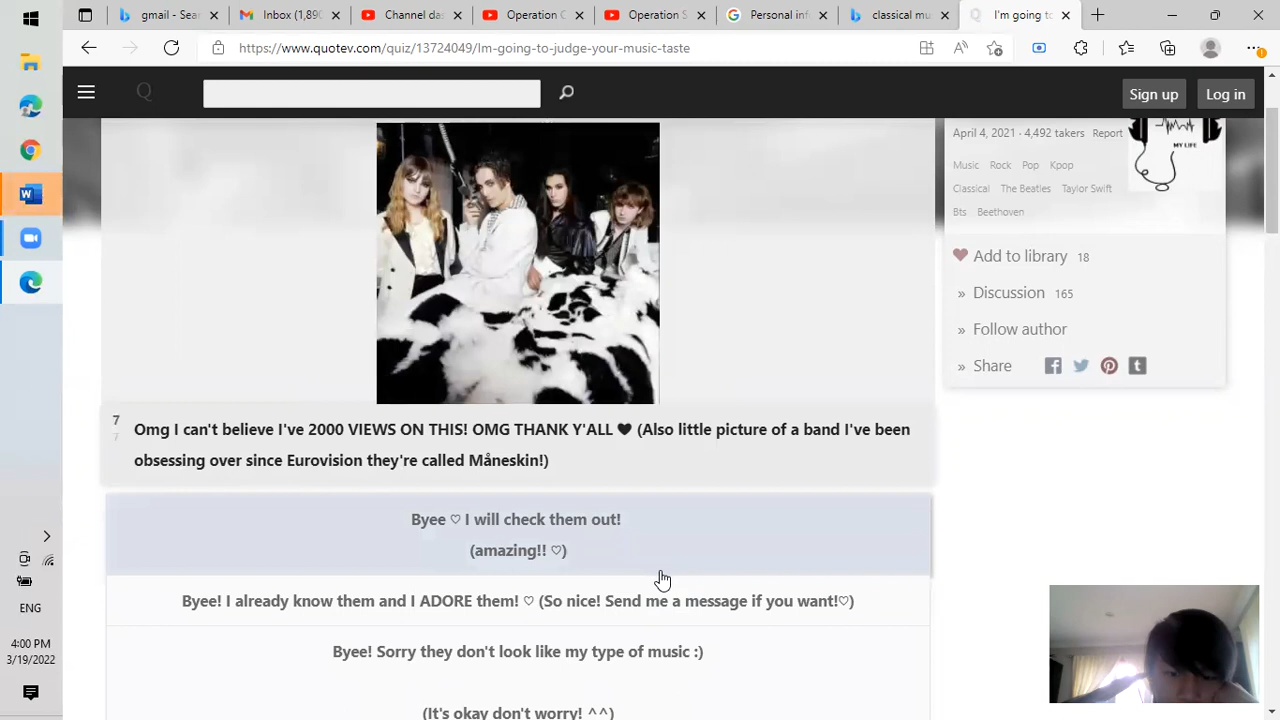 gmail - Sear
Inbox (1,890
Channel das
Operation C
Operation S
Personal inf
classical mu
I'm going to
https://www.quotev.com/quiz/13724049/Im-going-to-judge-your-music-taste
Q
Sign up
Log in
April 4, 2021 · 4,492 takers Report
MY LIFE
Music Rock Pop Kpop
Classical The Beatles Taylor Swift
Bts Beethoven
Add to library 18
» Discussion 165
» Follow author
» Share
7
7
Omg I can't believe I've 2000 VIEWS ON THIS! OMG THANK Y'ALL ♥ (Also little picture of a band I've been
obsessing over since Eurovision they're called Måneskin!)
Byee ♡ I will check them out!
(amazing!! ♡)
Byee! I already know them and I ADORE them! ♡ (So nice! Send me a message if you want!♡)
Byee! Sorry they don't look like my type of music :)
(It's okay don't worry! ^^)
ENG
4:00 PM
3/19/2022